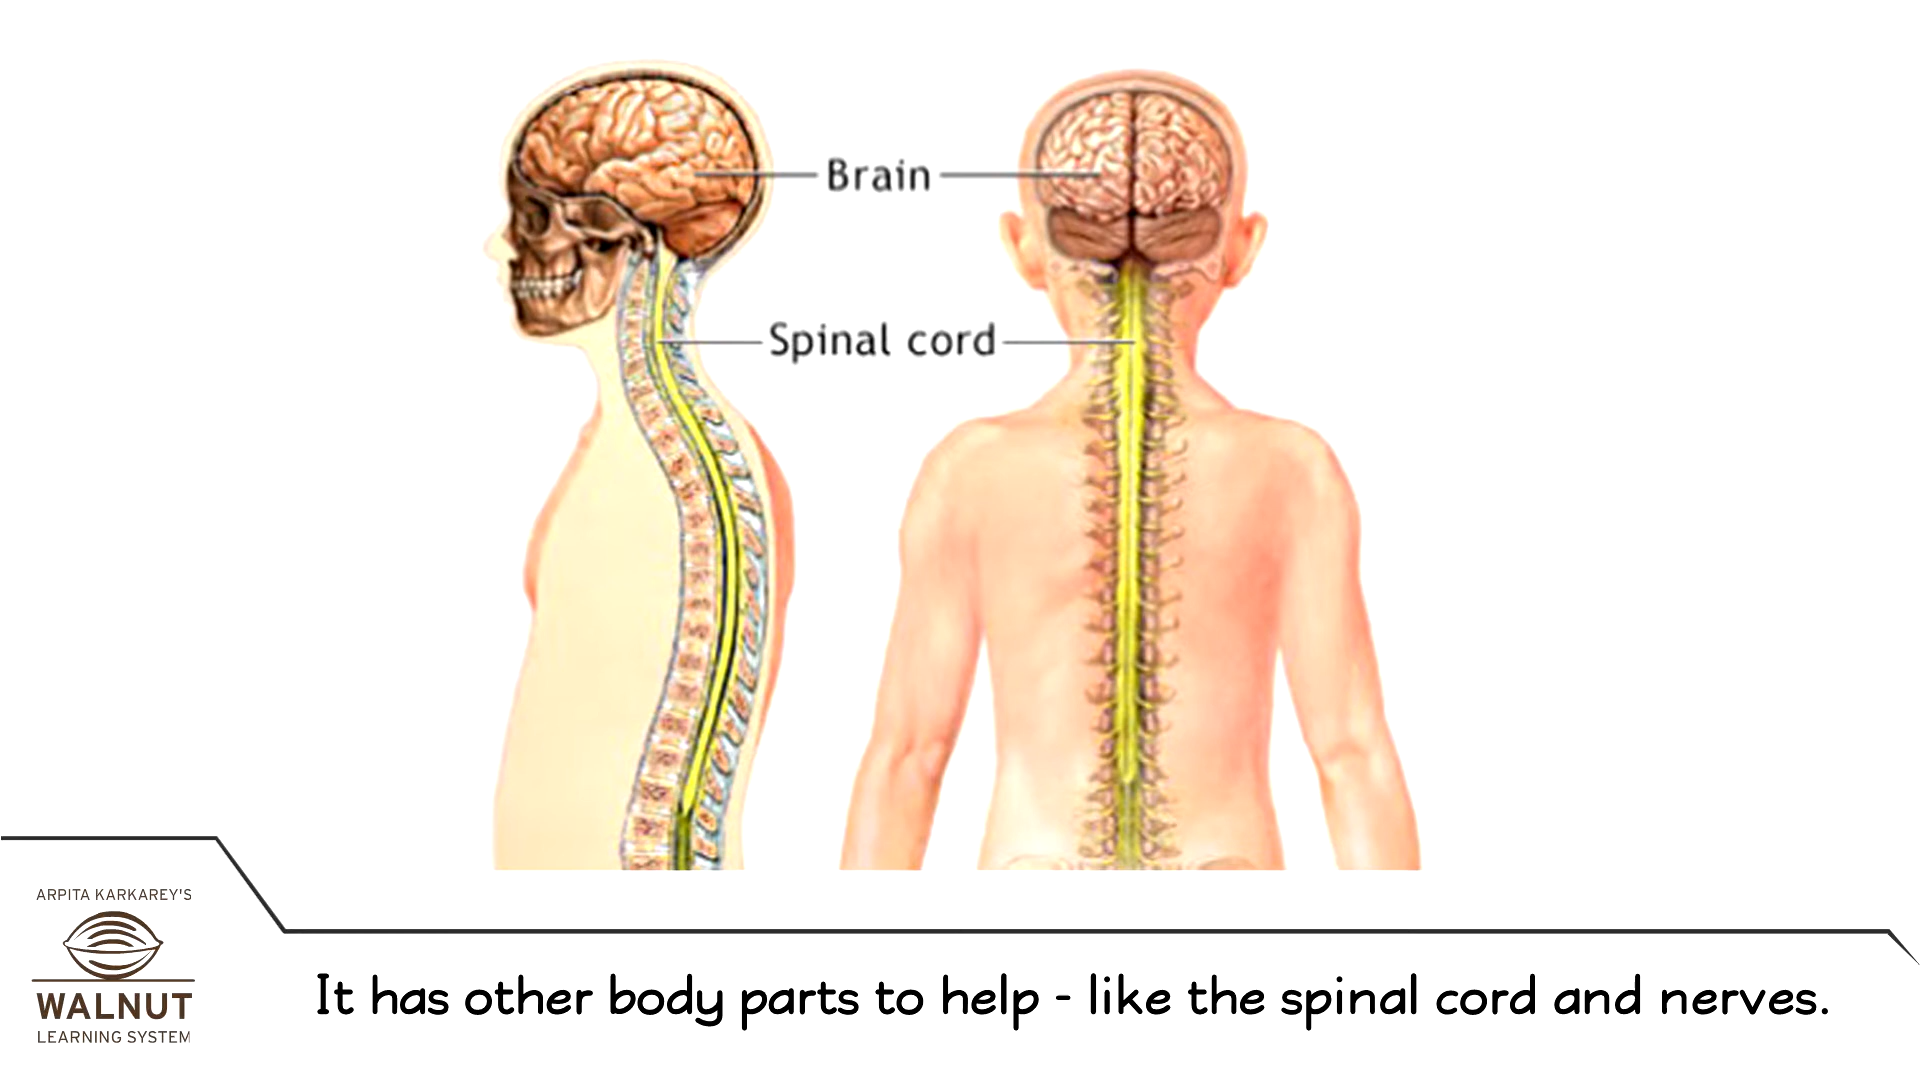 Brain
Spinal cord
ARPITA KARKAREY'S
WALNUT
LEARNING SYSTEM
It has other body parts to help - like the spinal cord and nerves.